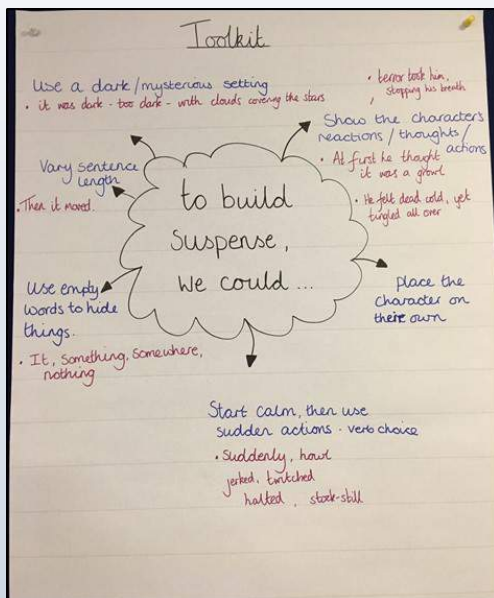 Toolkit
Use a dark/mysterious setting
• it was dark - too dark - with clouds covering the stars
• terror took him,
stopping his breath
Show the characters
reactions / thoughts /
actions
• At first he thought
it was a growl
• He felt dead cold, yet
tingled all over
Vary sentence
length
• Then it moved.
to build
suspense,
we could ...
Use empty
words to hide
things.
• It, something, somewhere,
nothing
place the
character on
their own
Start calm, then use
sudden actions - verb choice
• suddenly, howl
jerked, twitched
halted, stock-still